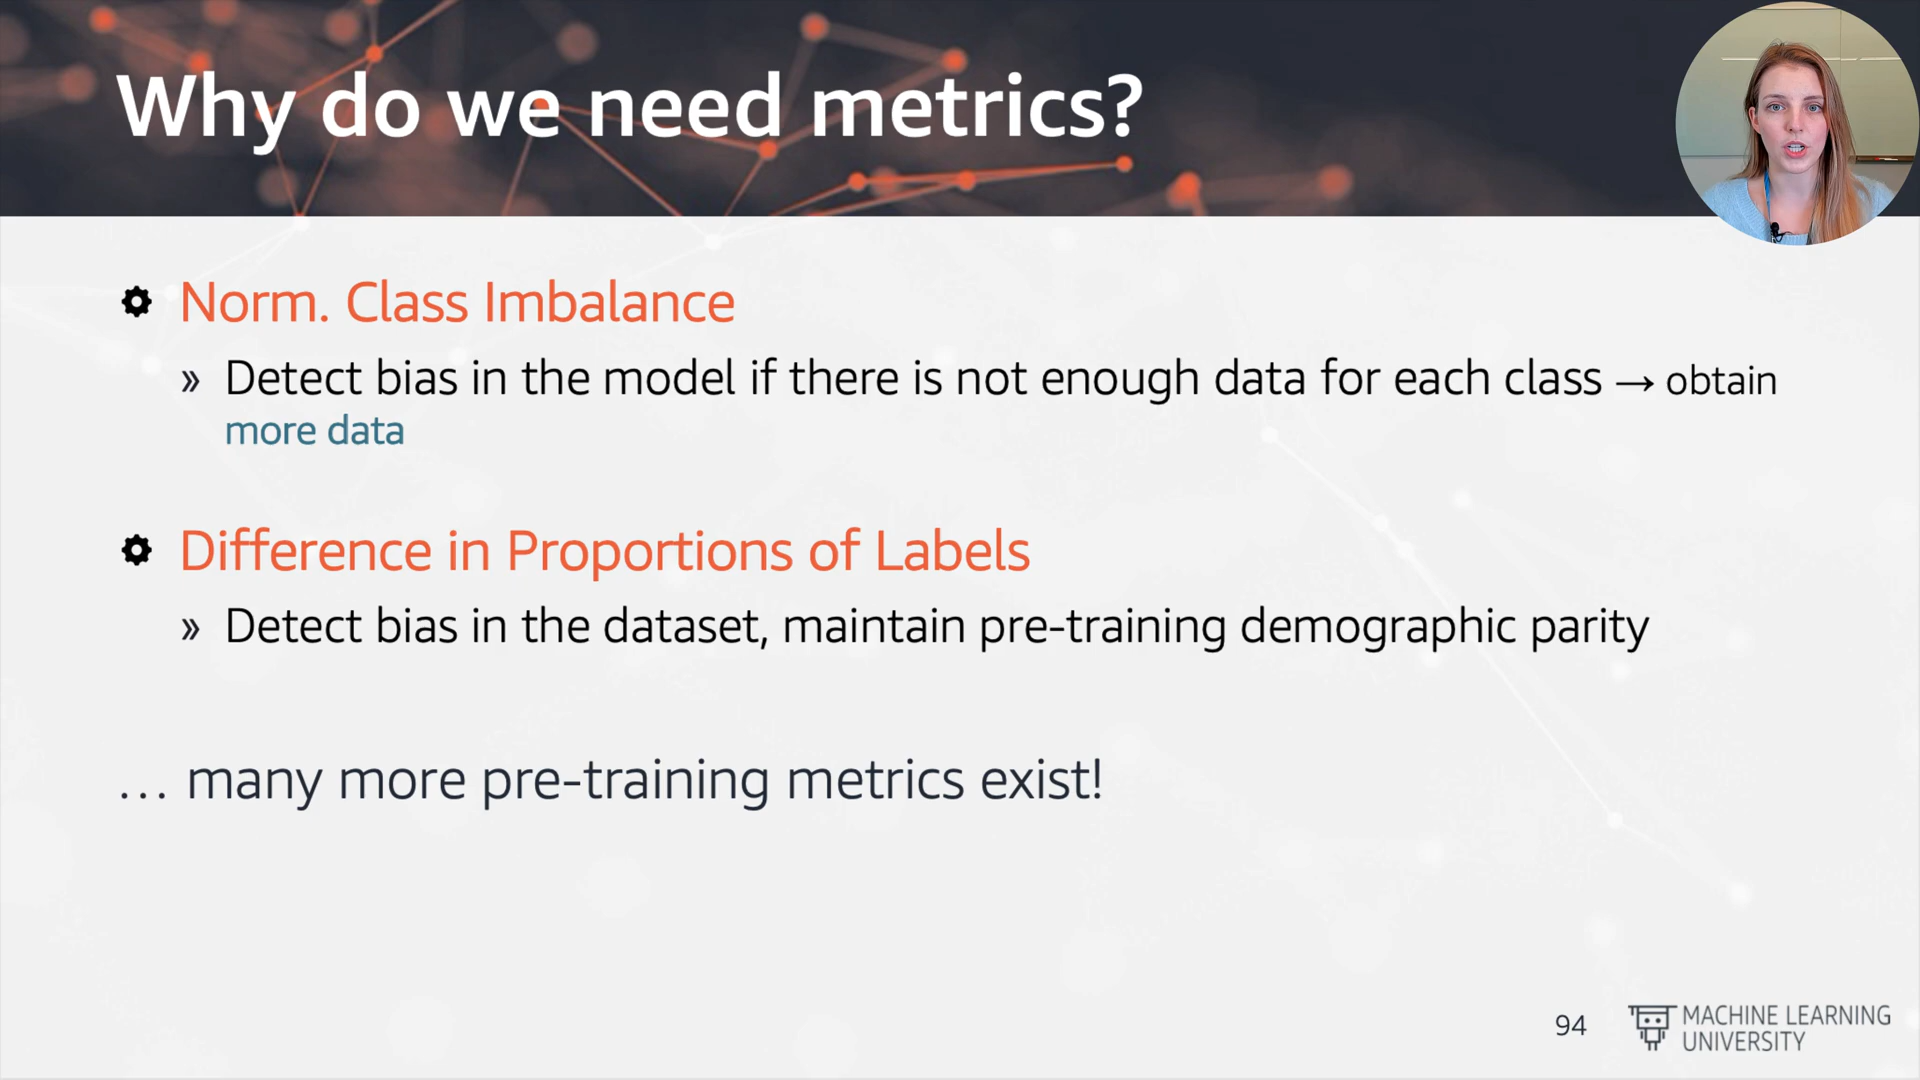 Why do we need metrics?
Norm. Class Imbalance
» Detect bias in the model if there is not enough data for each class → obtain
more data
Difference in Proportions of Labels
» Detect bias in the dataset, maintain pre-training demographic parity
... many more pre-training metrics exist!
94
MACHINE LEARNING
UNIVERSITY